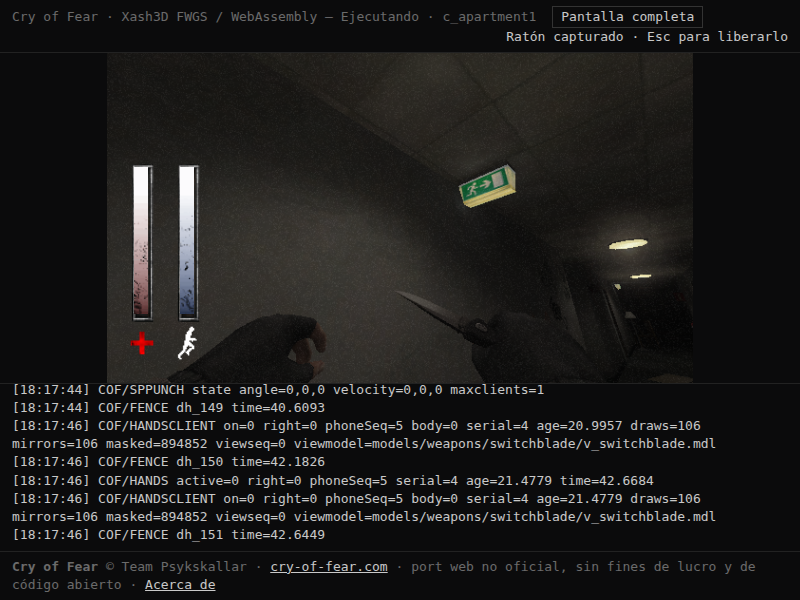 Cry of Fear · Xash3D FWGS / WebAssembly — Ejecutando · c_apartment1 Pantalla completa
Ratón capturado · Esc para liberarlo
[18:17:44] COF/SPPUNCH state angle=0,0,0 velocity=0,0,0 maxclients=1
[18:17:44] COF/FENCE dh_149 time=40.6093
[18:17:46] COF/HANDSCLIENT on=0 right=0 phoneSeq=5 body=0 serial=4 age=20.9957 draws=106
mirrors=106 masked=894852 viewseq=0 viewmodel=models/weapons/switchblade/v_switchblade.mdl
[18:17:46] COF/FENCE dh_150 time=42.1826
[18:17:46] COF/HANDS active=0 right=0 phoneSeq=5 serial=4 age=21.4779 time=42.6684
[18:17:46] COF/HANDSCLIENT on=0 right=0 phoneSeq=5 body=0 serial=4 age=21.4779 draws=106
mirrors=106 masked=894852 viewseq=0 viewmodel=models/weapons/switchblade/v_switchblade.mdl
[18:17:46] COF/FENCE dh_151 time=42.6449
Cry of Fear © Team Psykskallar · cry-of-fear.com · port web no oficial, sin fines de lucro y de
código abierto · Acerca de